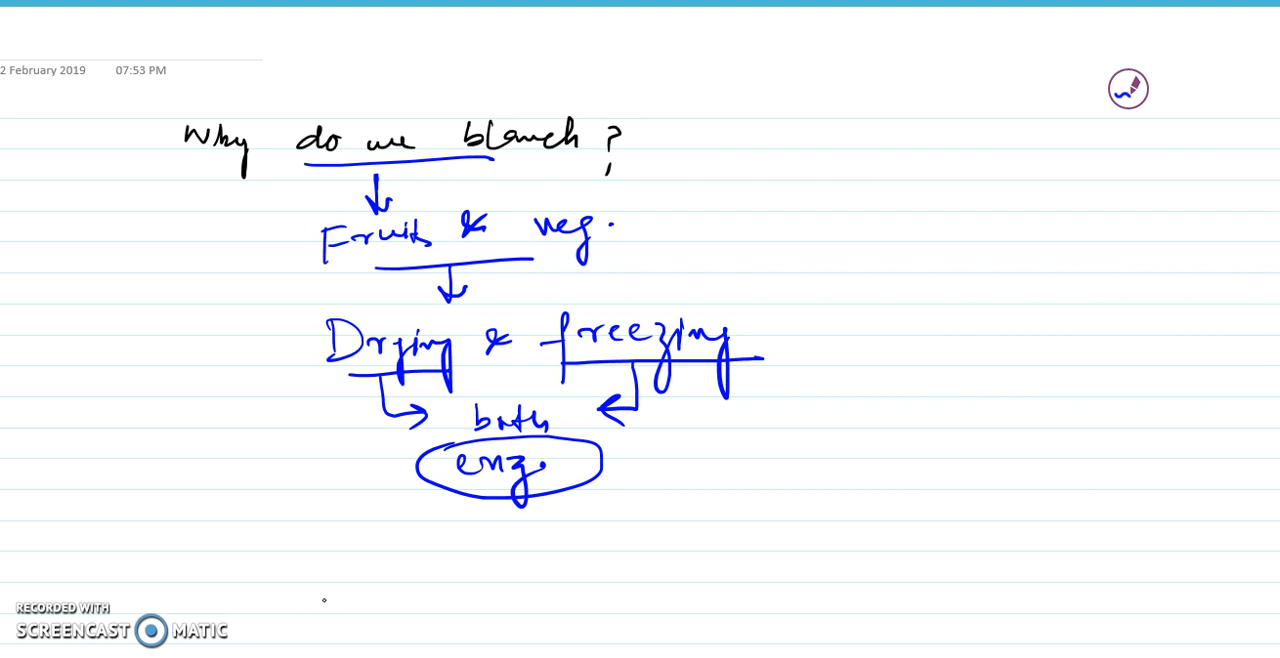 2 February 2019 07:53 PM
Why do we blanch ?
Fruits & veg.
Drying & freezing
both
enz.
RECORDED WITH
SCREENCAST MATIC